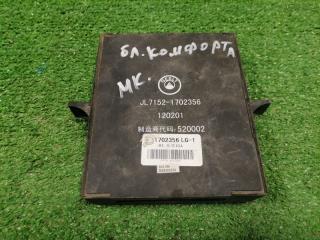 БЛ. КОМФОРТА
МК.
JL7152-1702356
120201
制造商代码:520002
1702356 LG-1